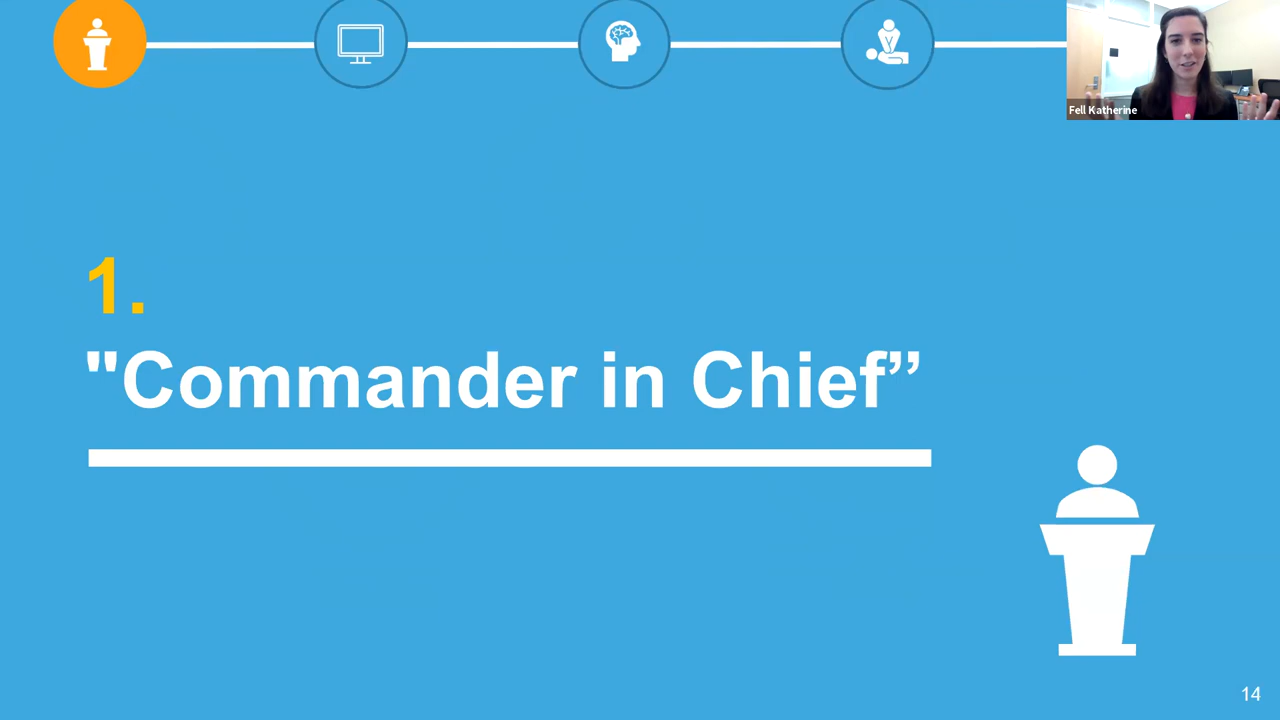 Fell Katherine
1.
"Commander in Chief”
14